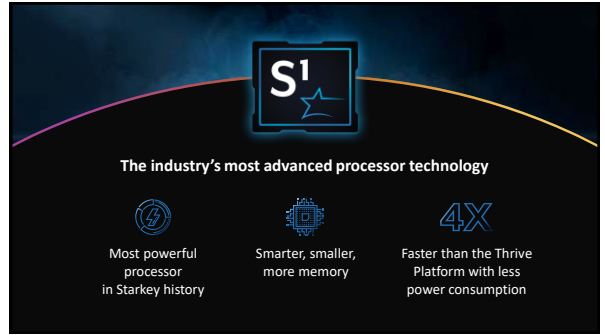 S¹
The industry's most advanced processor technology
Most powerful
processor
in Starkey history
Smarter, smaller,
more memory
4X
Faster than the Thrive
Platform with less
power consumption